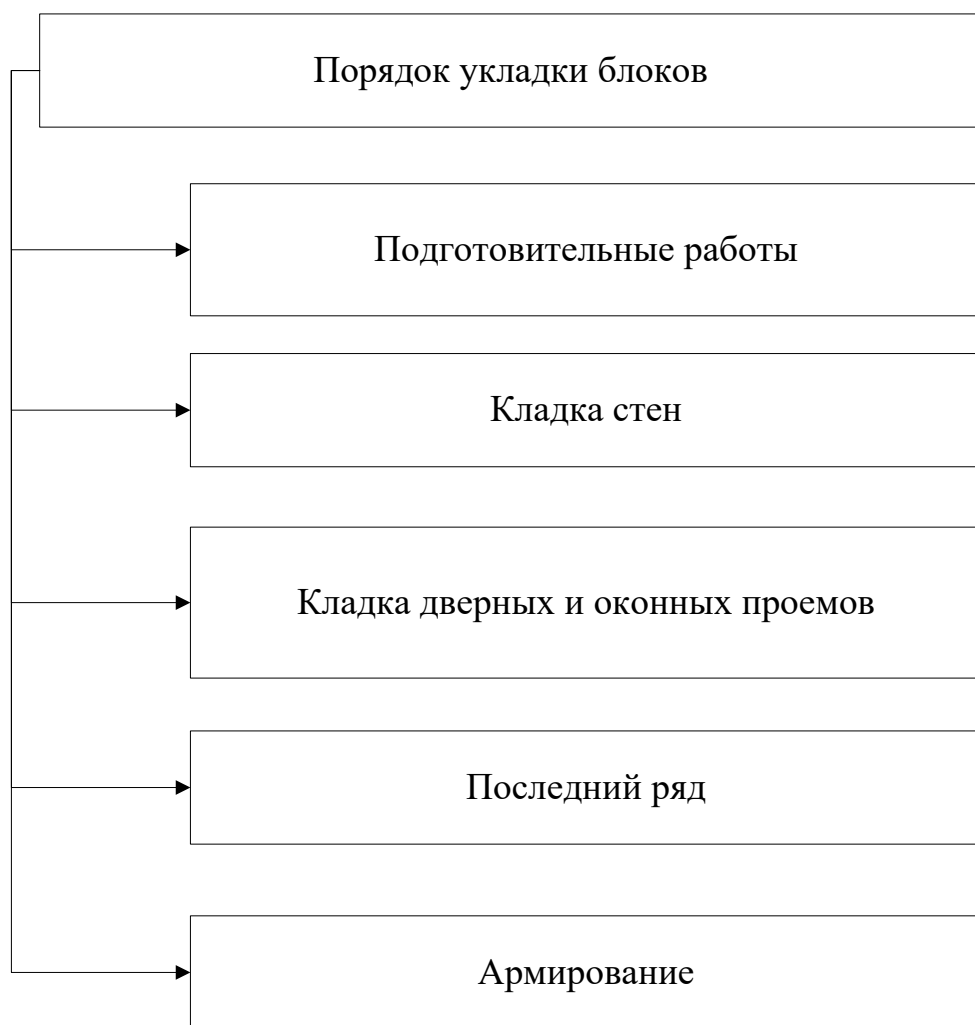 Порядок укладки блоков
Подготовительные работы
Кладка стен
Кладка дверных и оконных проемов
Последний ряд
Армирование